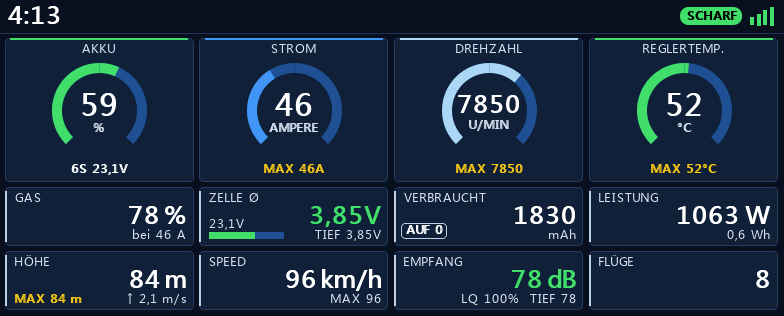 4:13 SCHARF
AKKU
59
%
6S 23,1V
STROM
46
AMPERE
MAX 46A
DREHZAHL
7850
U/MIN
MAX 7850
REGLERTEMP.
52
°C
MAX 52°C
GAS
78 %
bei 46 A
ZELLE Ø
3,85V
23,1V
TIEF 3,85V
VERBRAUCHT
1830
AUF 0
mAh
LEISTUNG
1063 W
0,6 Wh
HÖHE
84 m
MAX 84 m ↑ 2,1 m/s
SPEED
96 km/h
MAX 96
EMPFANG
78 dB
LQ 100% TIEF 78
FLÜGE
8